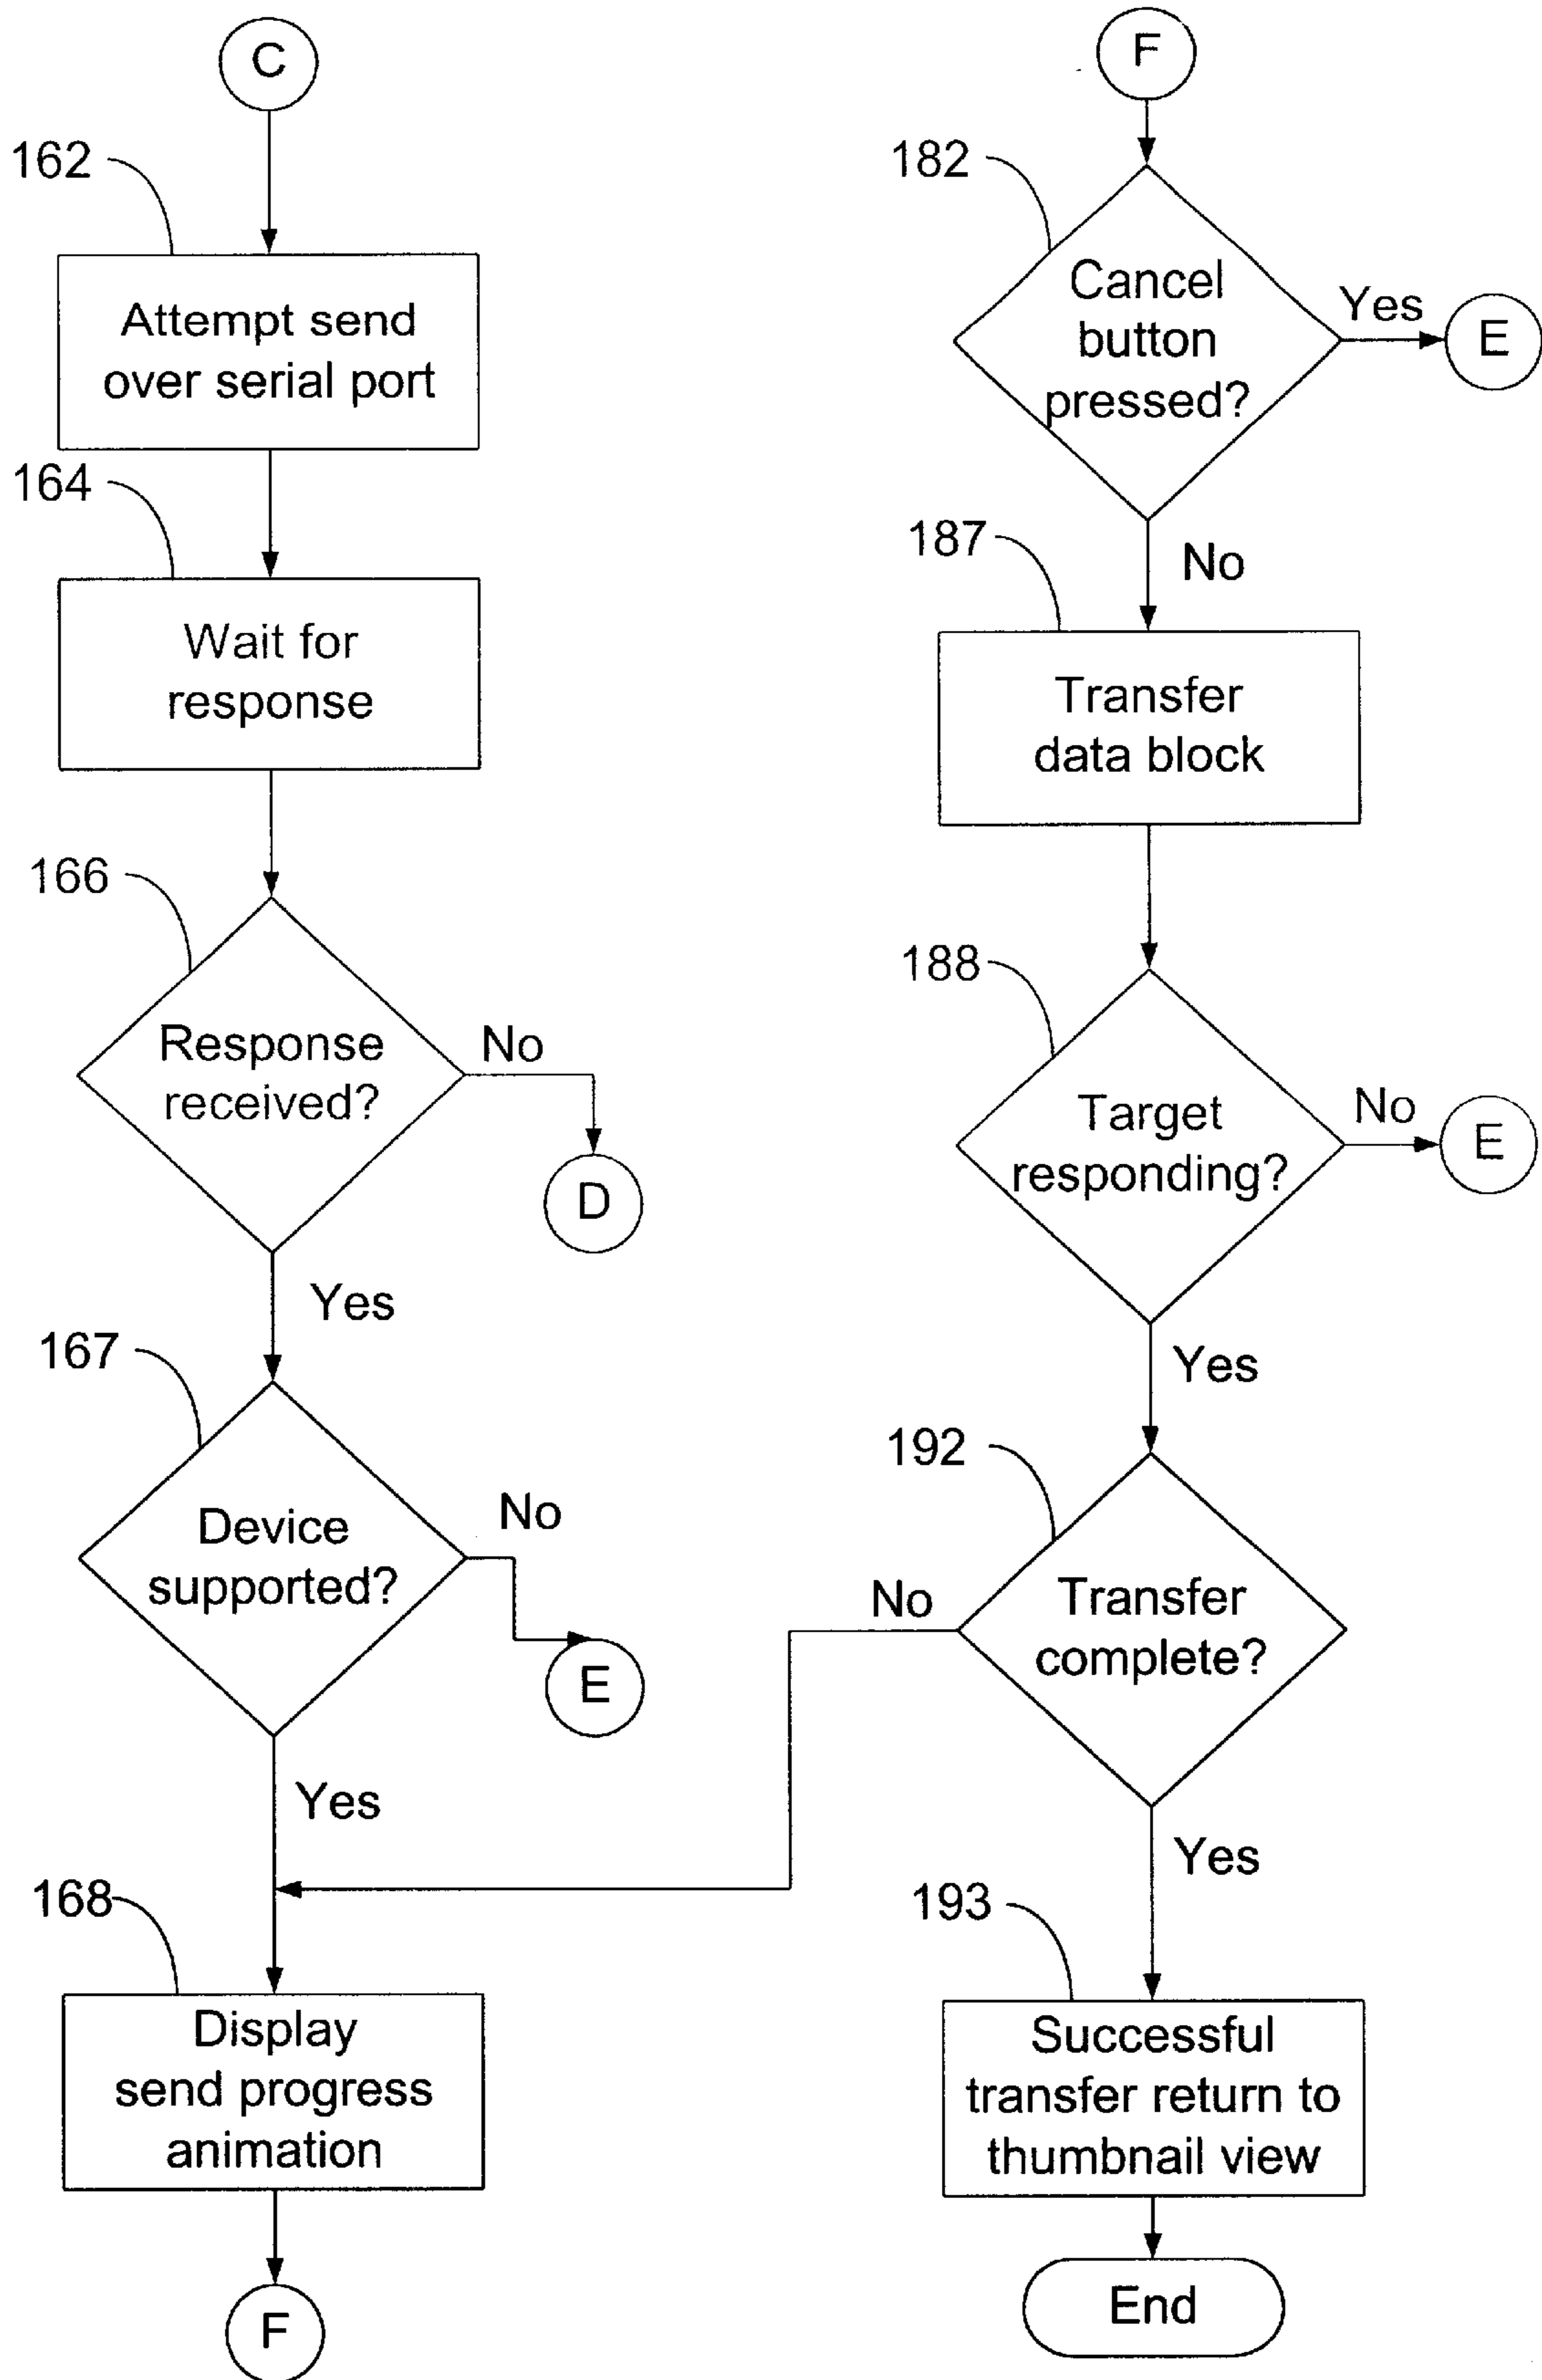 C
162
Attempt send
over serial port
164
Wait for
response
166
Response
received?
No
D
Yes
167
Device
supported?
No
E
Yes
168
Display
send progress
animation
F
F
182
Cancel
button
pressed?
Yes
E
No
187
Transfer
data block
188
Target
responding?
No
E
Yes
192
Transfer
complete?
No
Yes
193
Successful
transfer return to
thumbnail view
End